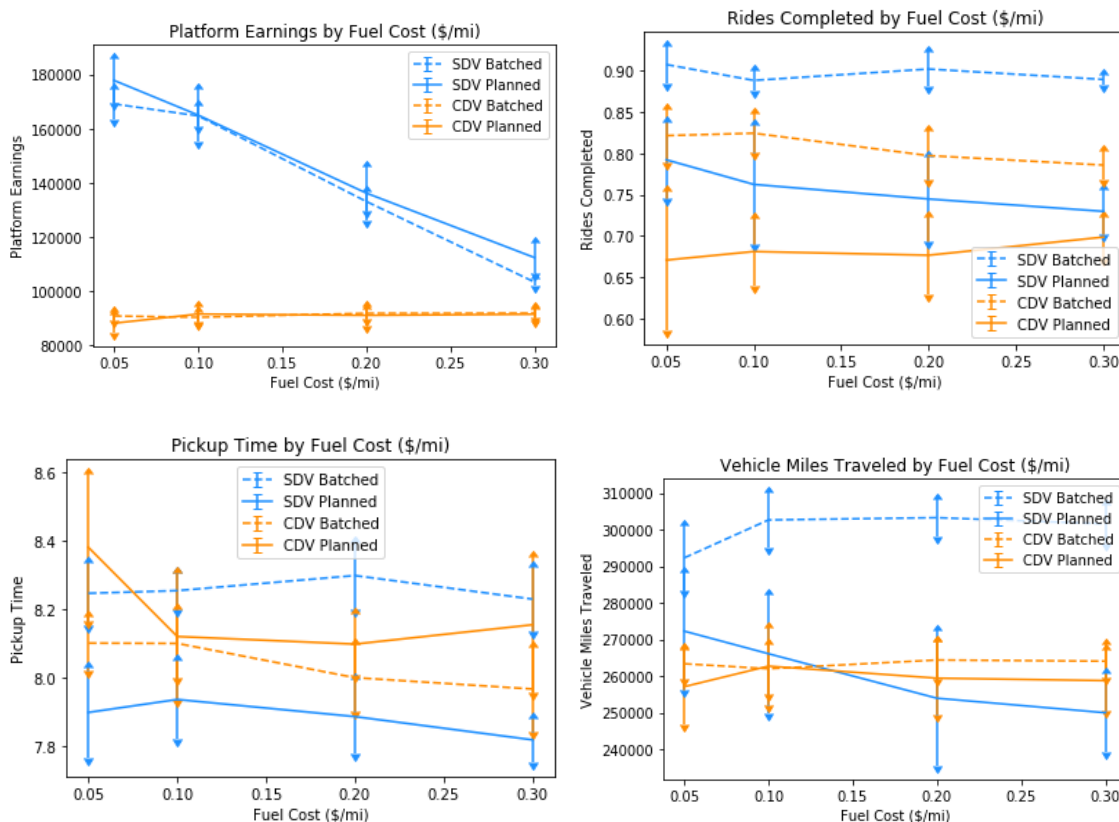 Platform Earnings by Fuel Cost ($/mi)
SDV Batched
SDV Planned
CDV Batched
CDV Planned
180000
160000
140000
120000
100000
80000
Platform Earnings
0.05 0.10 0.15 0.20 0.25 0.30
Fuel Cost ($/mi)
Rides Completed by Fuel Cost ($/mi)
0.90
0.85
0.80
0.75
0.70
0.65
0.60
Rides Completed
SDV Batched
SDV Planned
CDV Batched
CDV Planned
0.05 0.10 0.15 0.20 0.25 0.30
Fuel Cost ($/mi)
Pickup Time by Fuel Cost ($/mi)
SDV Batched
SDV Planned
CDV Batched
CDV Planned
8.6
8.4
8.2
8.0
7.8
Pickup Time
0.05 0.10 0.15 0.20 0.25 0.30
Fuel Cost ($/mi)
Vehicle Miles Traveled by Fuel Cost ($/mi)
SDV Batched
SDV Planned
CDV Batched
CDV Planned
310000
300000
290000
280000
270000
260000
250000
240000
Vehicle Miles Traveled
0.05 0.10 0.15 0.20 0.25 0.30
Fuel Cost ($/mi)